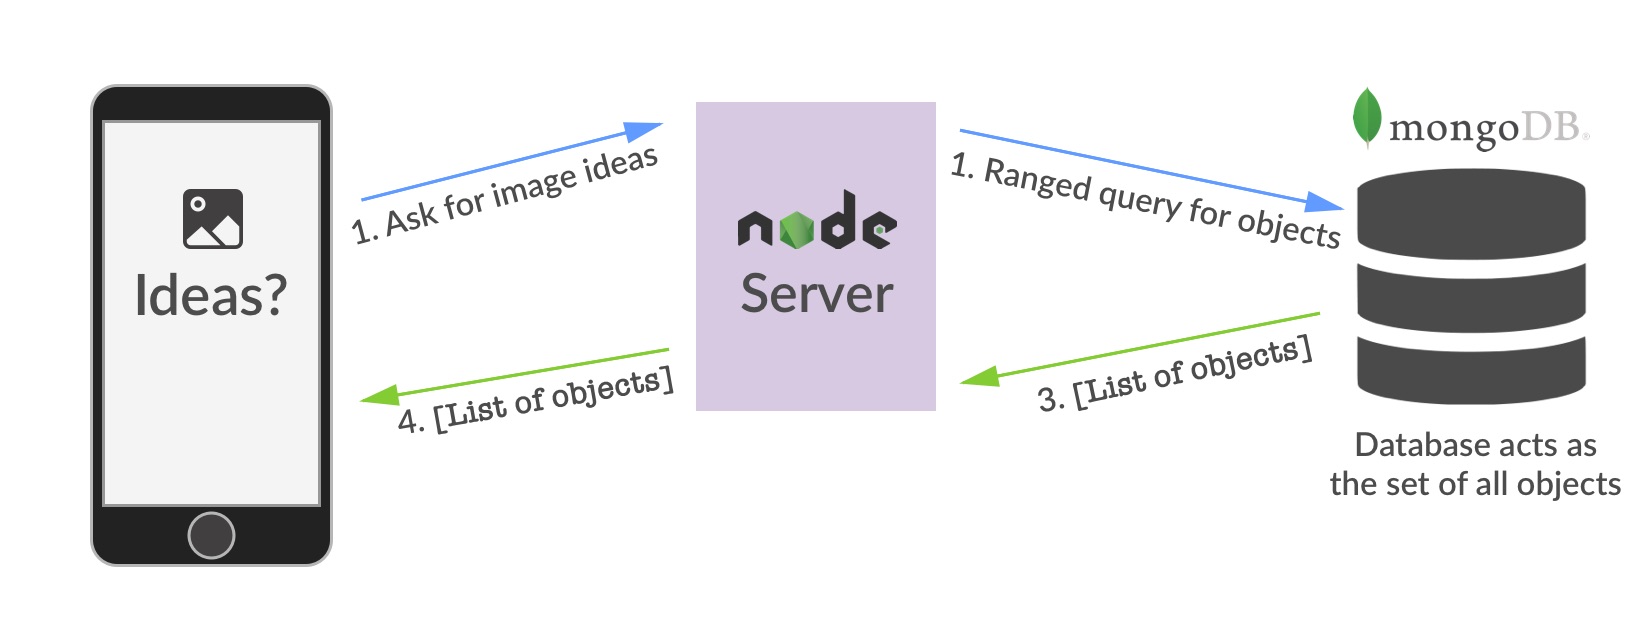 Ideas?
1. Ask for image ideas
4. [List of objects]
node
Server
1. Ranged query for objects
3. [List of objects]
mongoDB®
Database acts as
the set of all objects